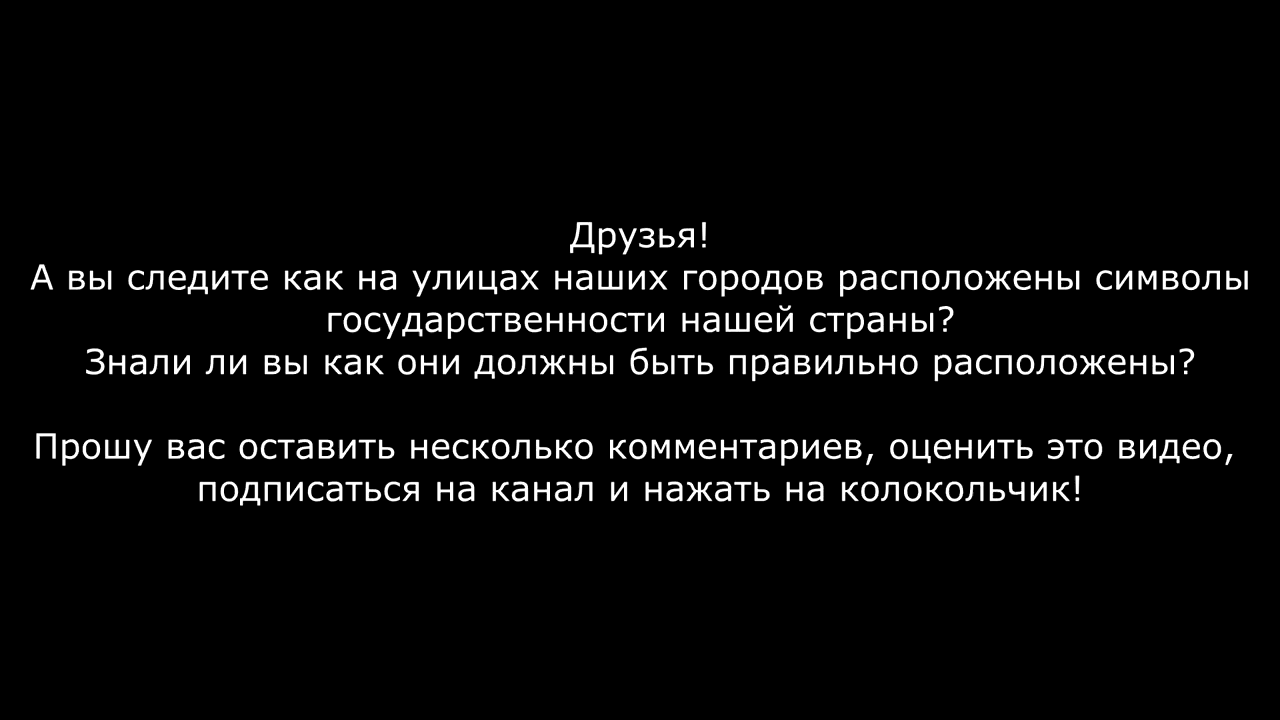 Друзья!
А вы следите как на улицах наших городов расположены символы
государственности нашей страны?
Знали ли вы как они должны быть правильно расположены?
Прошу вас оставить несколько комментариев, оценить это видео,
подписаться на канал и нажать на колокольчик!